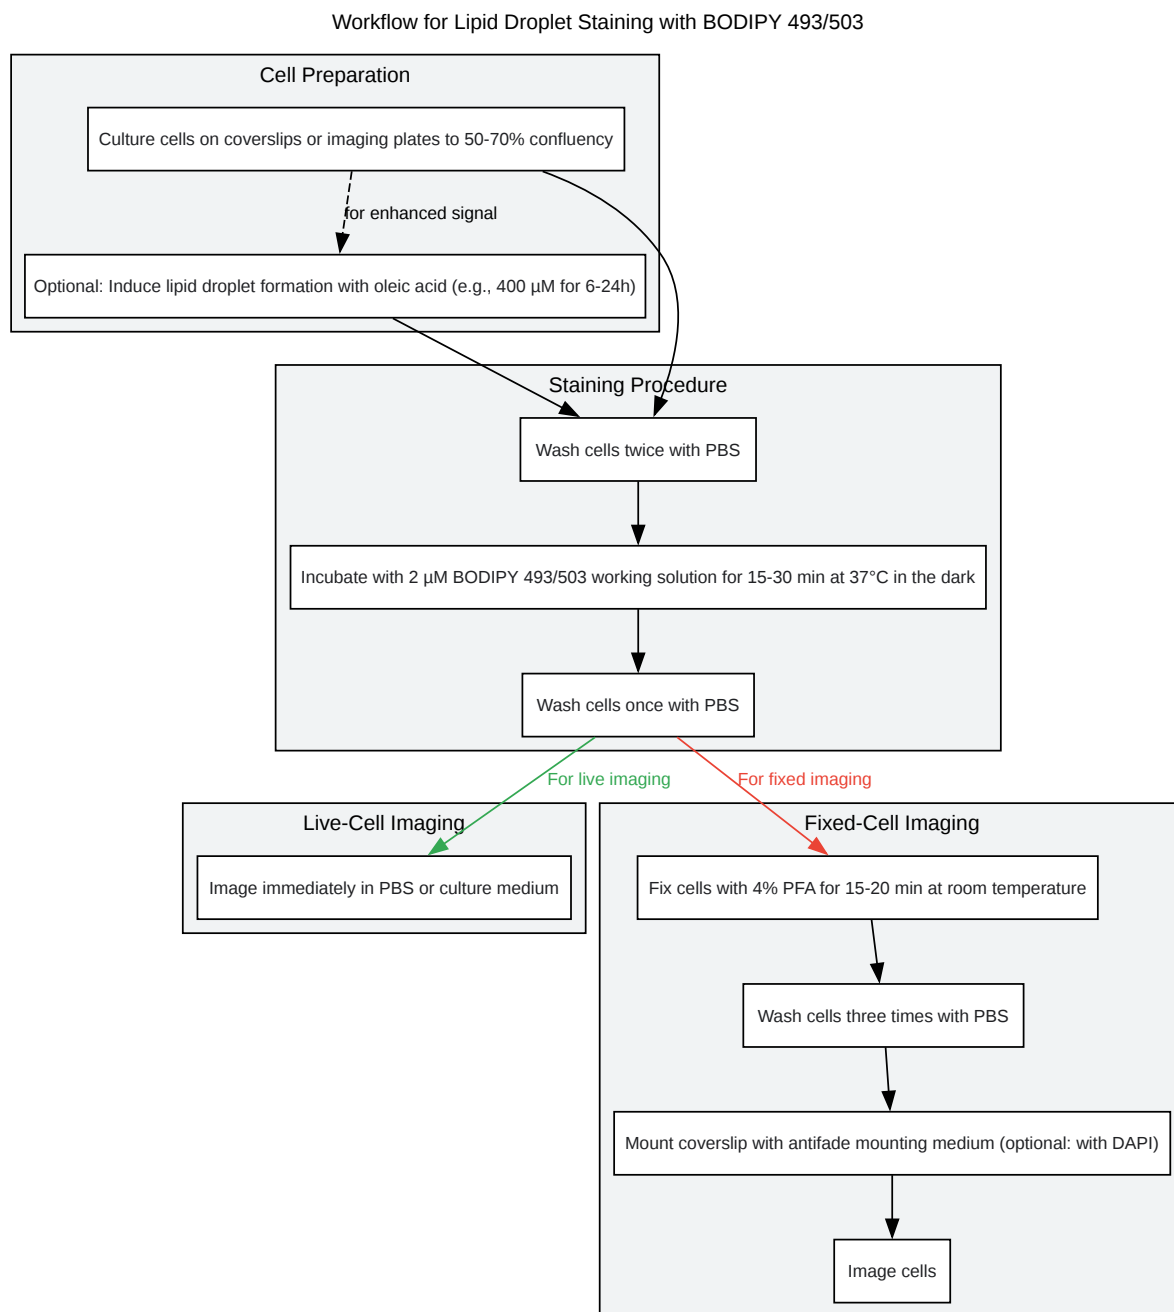 Workflow for Lipid Droplet Staining with BODIPY 493/503
Cell Preparation
Culture cells on coverslips or imaging plates to 50-70% confluency
for enhanced signal
Optional: Induce lipid droplet formation with oleic acid (e.g., 400 µM for 6-24h)
Staining Procedure
Wash cells twice with PBS
Incubate with 2 µM BODIPY 493/503 working solution for 15-30 min at 37°C in the dark
Wash cells once with PBS
For live imaging
For fixed imaging
Live-Cell Imaging
Image immediately in PBS or culture medium
Fixed-Cell Imaging
Fix cells with 4% PFA for 15-20 min at room temperature
Wash cells three times with PBS
Mount coverslip with antifade mounting medium (optional: with DAPI)
Image cells